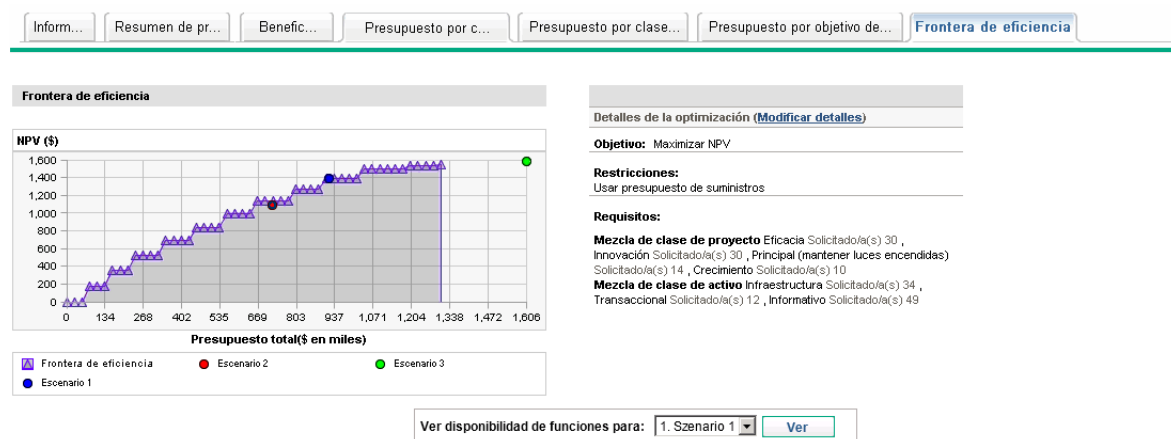 Inform... Resumen de pr... Benefic... Presupuesto por c... Presupuesto por clase... Presupuesto por objetivo de... Frontera de eficiencia
Frontera de eficiencia
NPV ($)
1,600
1,400
1,200
1,000
800
600
400
200
0
0 134 268 402 535 669 803 937 1,071 1,204 1,338 1,472 1,606
Presupuesto total($ en miles)
Frontera de eficiencia Escenario 2 Escenario 3
Escenario 1
Detalles de la optimización (Modificar detalles)
Objetivo: Maximizar NPV
Restricciones:
Usar presupuesto de suministros
Requisitos:
Mezcla de clase de proyecto Eficacia Solicitado/a(s) 30 ,
Innovación Solicitado/a(s) 30 , Principal (mantener luces encendidas)
Solicitado/a(s) 14 , Crecimiento Solicitado/a(s) 10
Mezcla de clase de activo Infraestructura Solicitado/a(s) 34 ,
Transaccional Solicitado/a(s) 12 , Informativo Solicitado/a(s) 49
Ver disponibilidad de funciones para: 1. Szenario 1 Ver